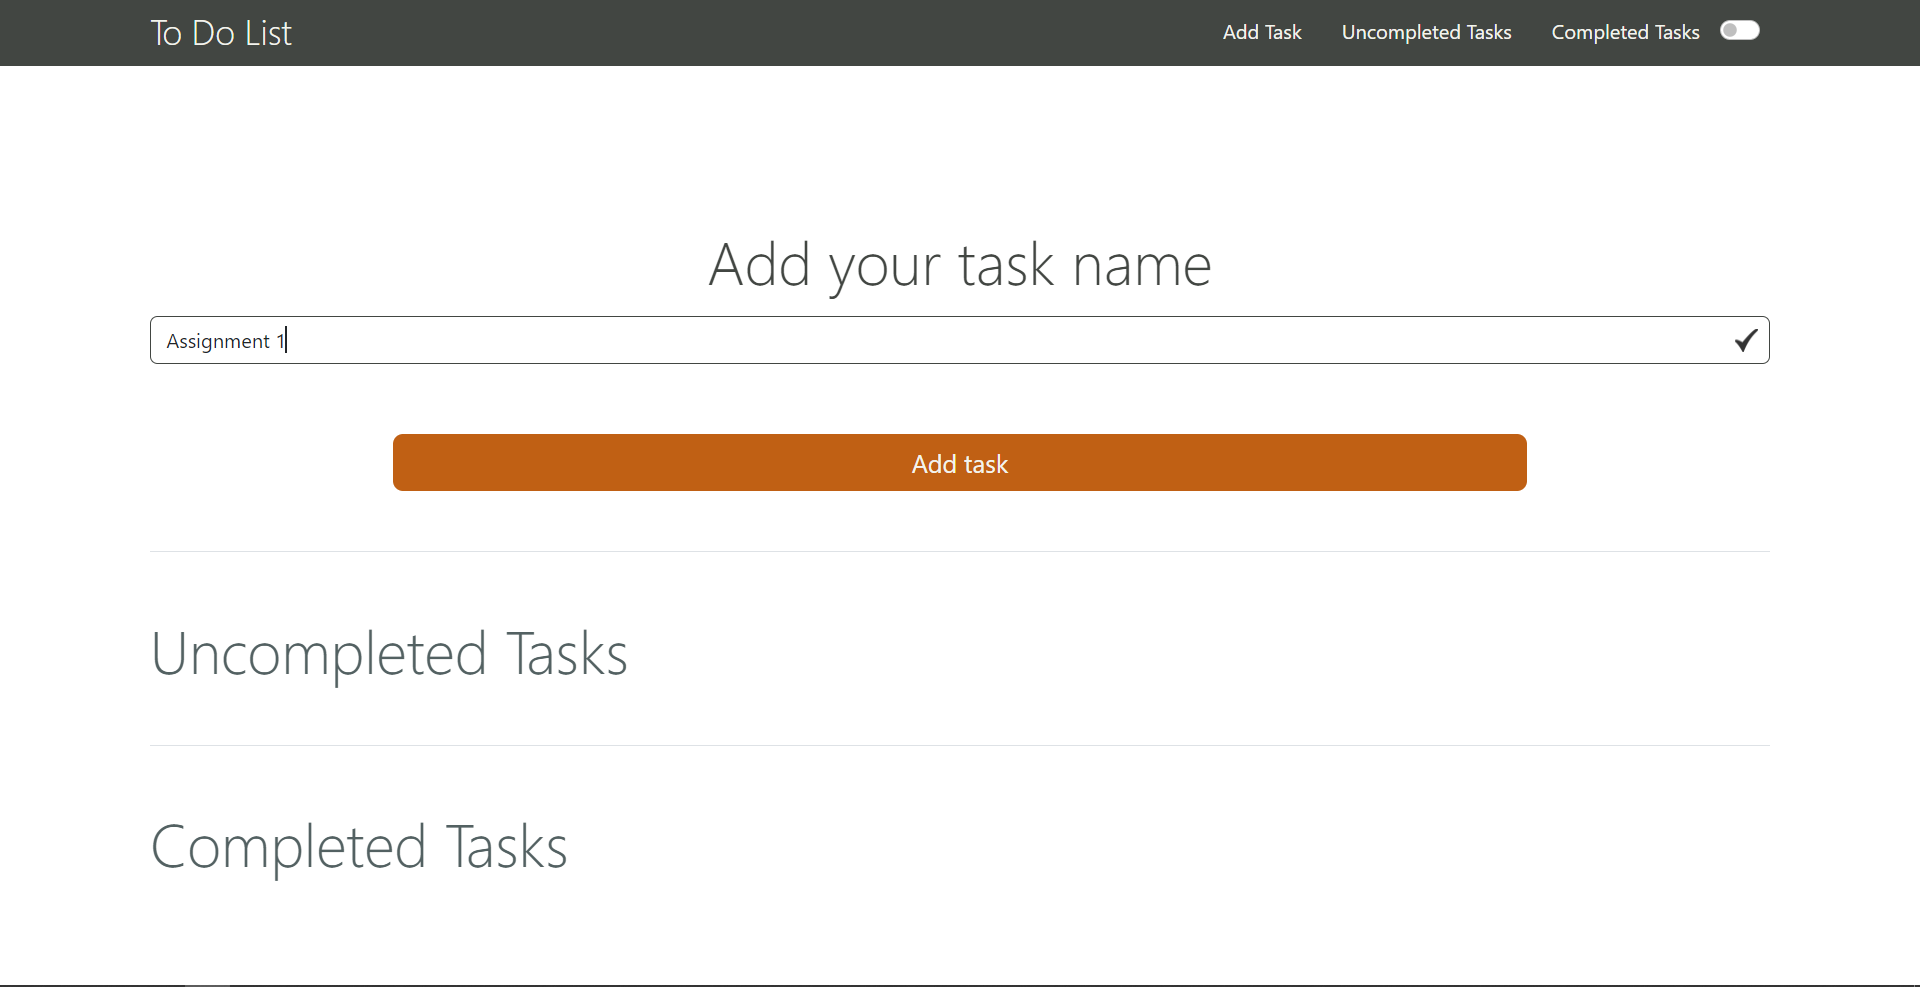 To Do List
Add Task
Uncompleted Tasks
Completed Tasks
Add your task name
Assignment 1
Add task
Uncompleted Tasks
Completed Tasks